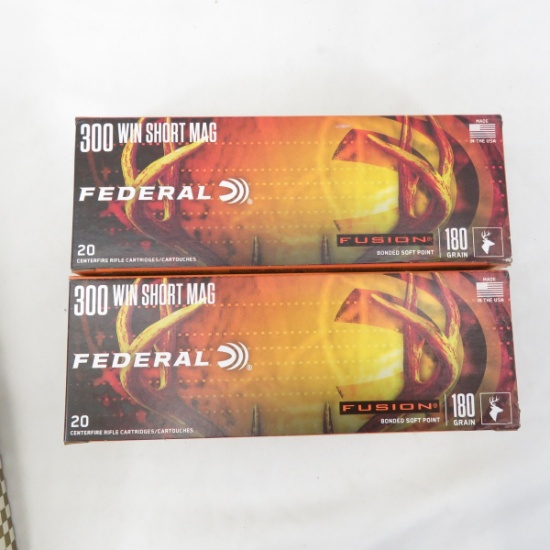 300 WIN SHORT MAG
MADE
IN THE USA
FEDERAL
FUSION®
180
GRAIN
20
CENTERFIRE RIFLE CARTRIDGES/CARTOUCHES
BONDED SOFT POINT
300 WIN SHORT MAG
MADE
IN THE USA
FEDERAL
FUSION®
180
GRAIN
20
CENTERFIRE RIFLE CARTRIDGES/CARTOUCHES
BONDED SOFT POINT